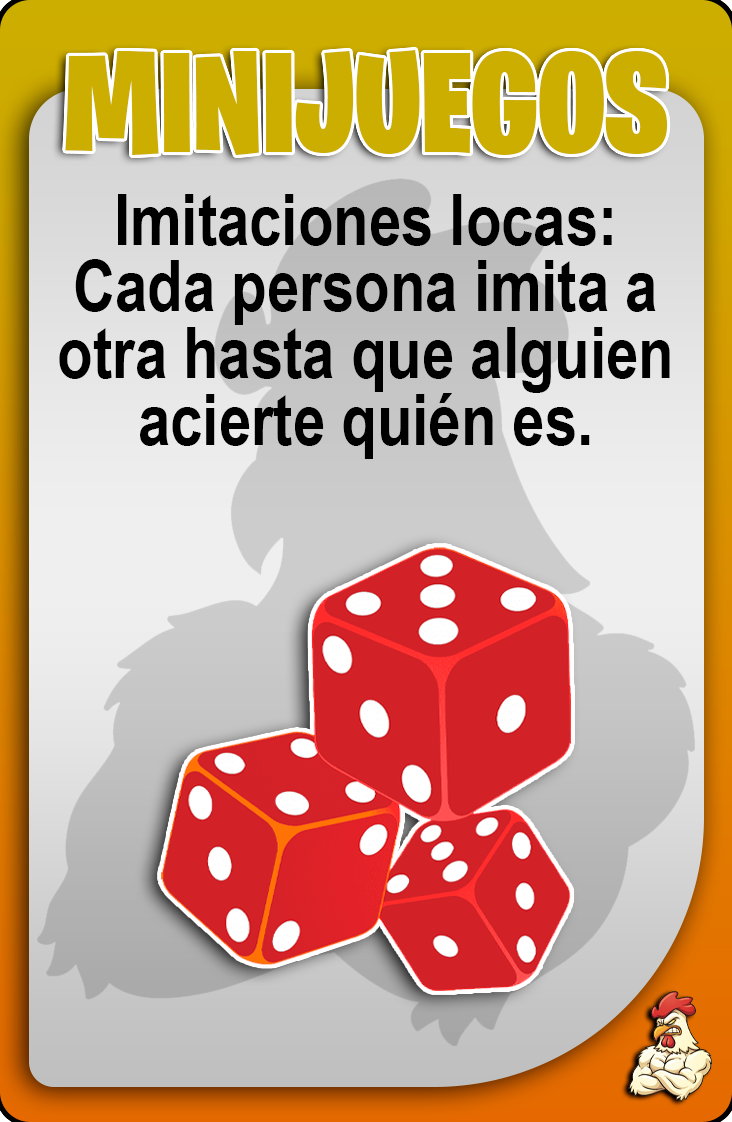 MINIJUEGOS
Imitaciones locas:
Cada persona imita a
otra hasta que alguien
acierte quién es.